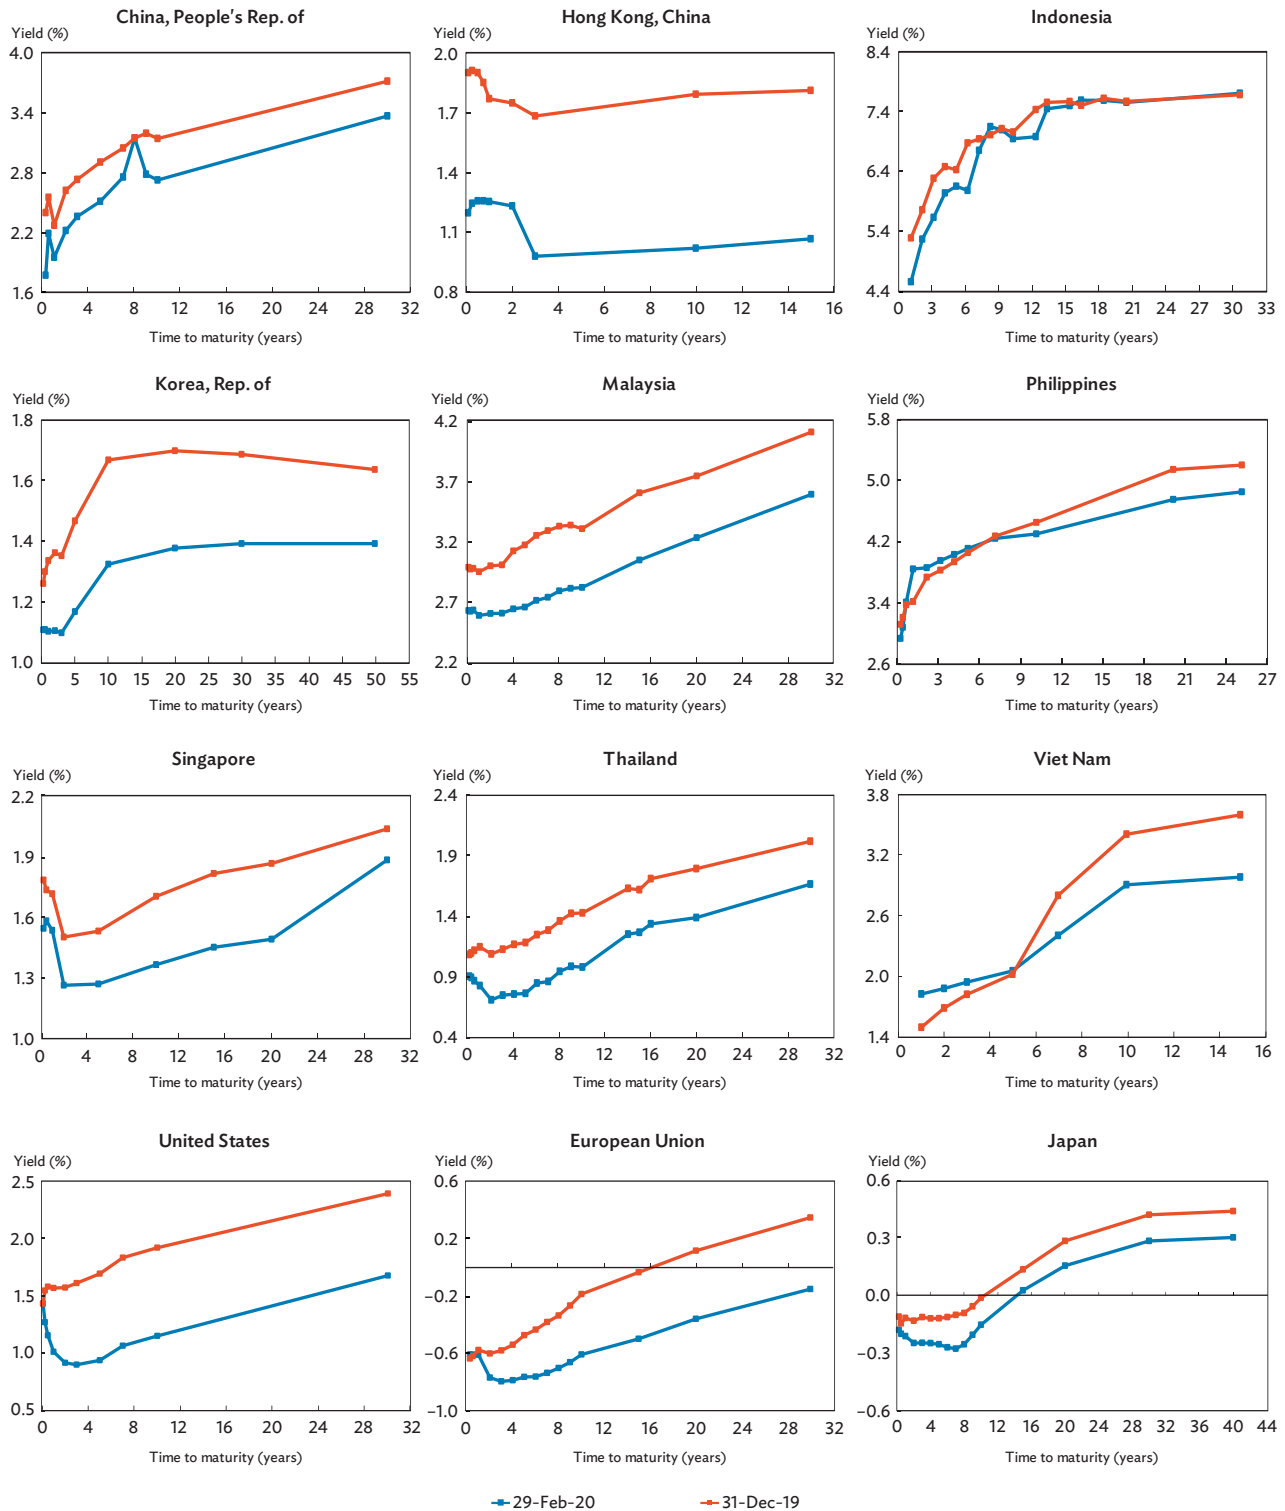 China, People's Rep. of
Yield (%)
4.0
3.4
2.8
2.2
1.6
0 4 8 12 16 20 24 28 32
Time to maturity (years)
Hong Kong, China
Yield (%)
2.0
1.7
1.4
1.1
0.8
0 2 4 6 8 10 12 14 16
Time to maturity (years)
Indonesia
Yield (%)
8.4
7.4
6.4
5.4
4.4
0 3 6 9 12 15 18 21 24 27 30 33
Time to maturity (years)
Korea, Rep. of
Yield (%)
1.8
1.6
1.4
1.2
1.0
0 5 10 15 20 25 30 35 40 45 50 55
Time to maturity (years)
Malaysia
Yield (%)
4.2
3.7
3.2
2.7
2.2
0 4 8 12 16 20 24 28 32
Time to maturity (years)
Philippines
Yield (%)
5.8
5.0
4.2
3.4
2.6
0 3 6 9 12 15 18 21 24 27
Time to maturity (years)
Singapore
Yield (%)
2.2
1.9
1.6
1.3
1.0
0 4 8 12 16 20 24 28 32
Time to maturity (years)
Thailand
Yield (%)
2.4
1.9
1.4
0.9
0.4
0 4 8 12 16 20 24 28 32
Time to maturity (years)
Viet Nam
Yield (%)
3.8
3.2
2.6
2.0
1.4
0 2 4 6 8 10 12 14 16
Time to maturity (years)
United States
Yield (%)
2.5
2.0
1.5
1.0
0.5
0 4 8 12 16 20 24 28 32
Time to maturity (years)
European Union
Yield (%)
0.6
0.2
−0.2
−0.6
−1.0
0 4 8 12 16 20 24 28 32
Time to maturity (years)
Japan
Yield (%)
0.6
0.3
0.0
−0.3
−0.6
0 4 8 12 16 20 24 28 32 36 40 44
Time to maturity (years)
29-Feb-20 31-Dec-19